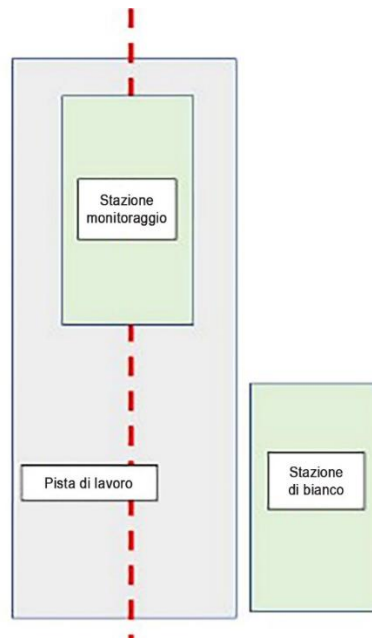 Stazione
monitoraggio
Pista di lavoro
Stazione
di bianco